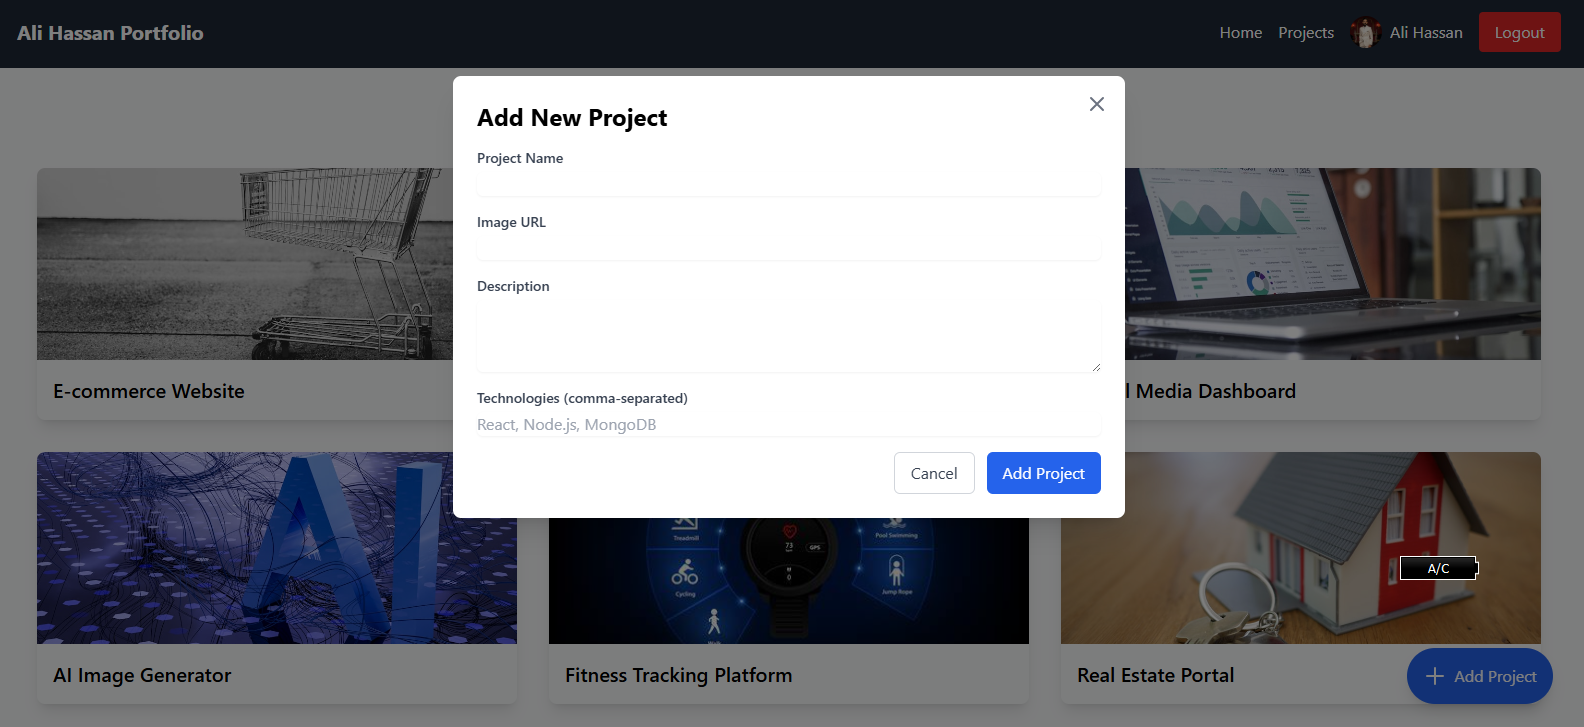 Ali Hassan Portfolio
Home Projects Ali Hassan Logout
Add New Project
Project Name
Image URL
Description
Technologies (comma-separated)
React, Node.js, MongoDB
Cancel Add Project
E-commerce Website
l Media Dashboard
AI
Treadmill
Cycling
Walk
73
GPS
M
0
Pool Swimming
Jump Rope
A/C
AI Image Generator
Fitness Tracking Platform
Real Estate Portal
Add Project